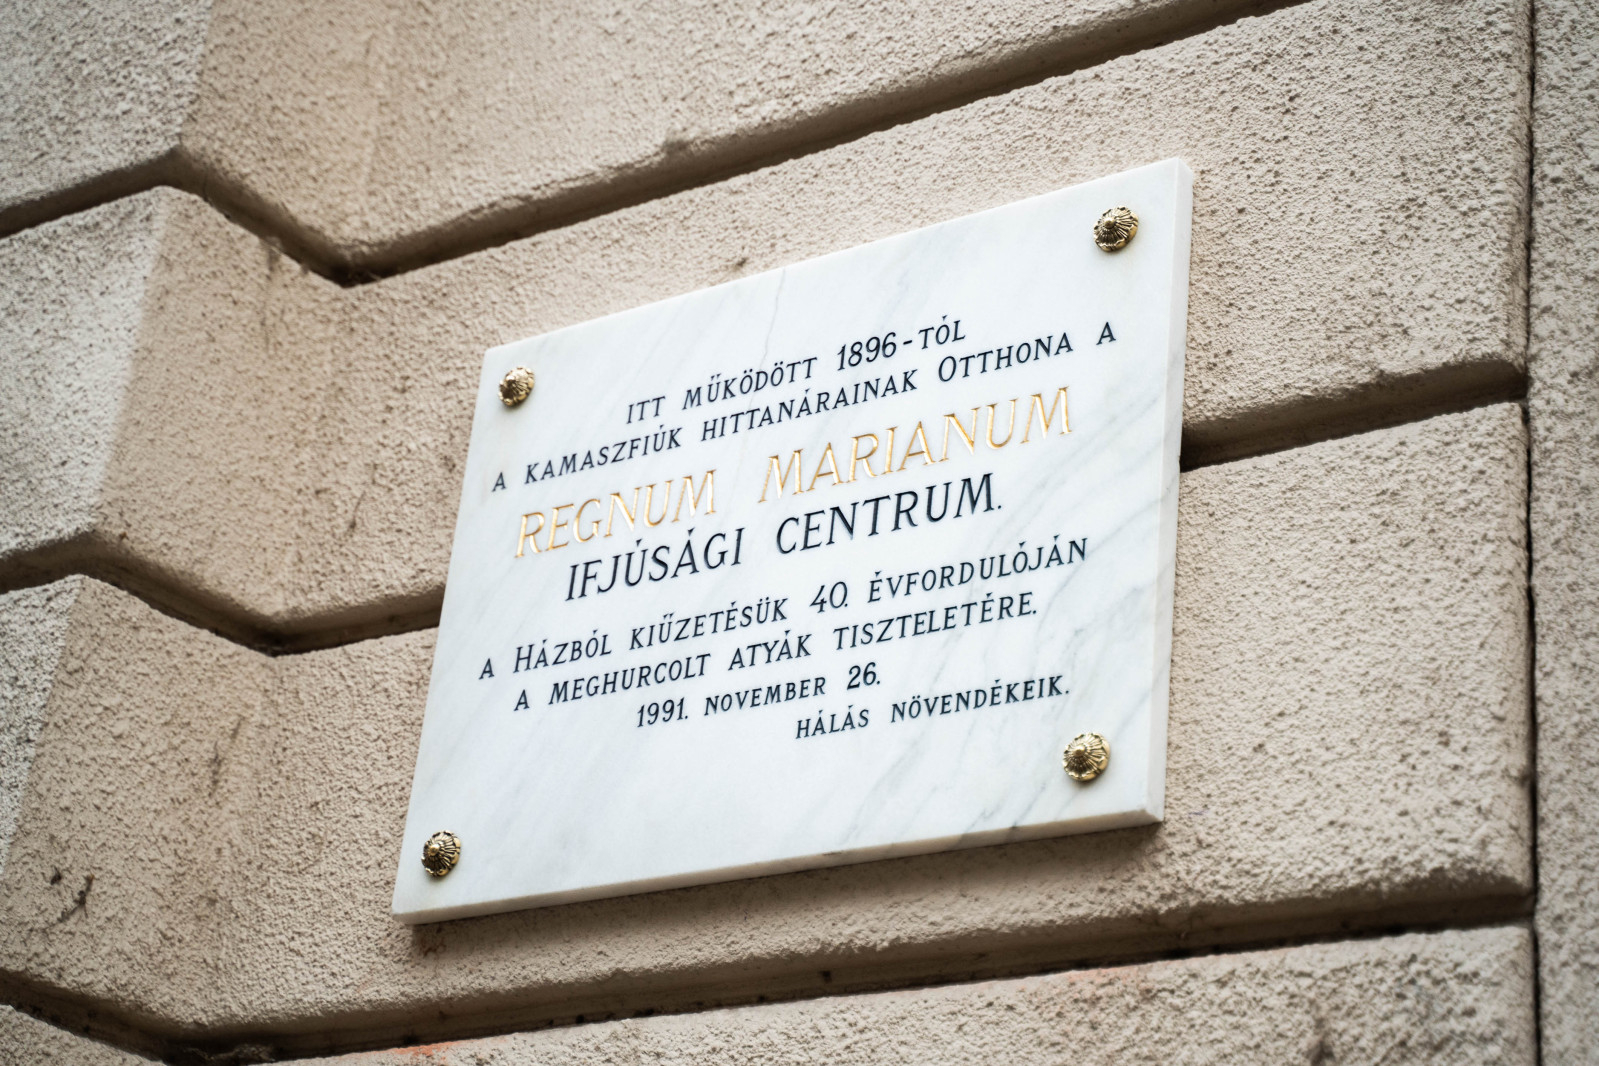 ITT MŰKÖDÖTT 1896-TÓL
A KAMASZFIÚK HITTANÁRAINAK OTTHONA A
REGNUM MARIANUM
IFJÚSÁGI CENTRUM.
A HÁZBÓL KIŰZETÉSÜK 40. ÉVFORDULÓJÁN
A MEGHURCOLT ATYÁK TISZTELETÉRE.
1991. NOVEMBER 26.
HÁLÁS NÖVENDÉKEIK.